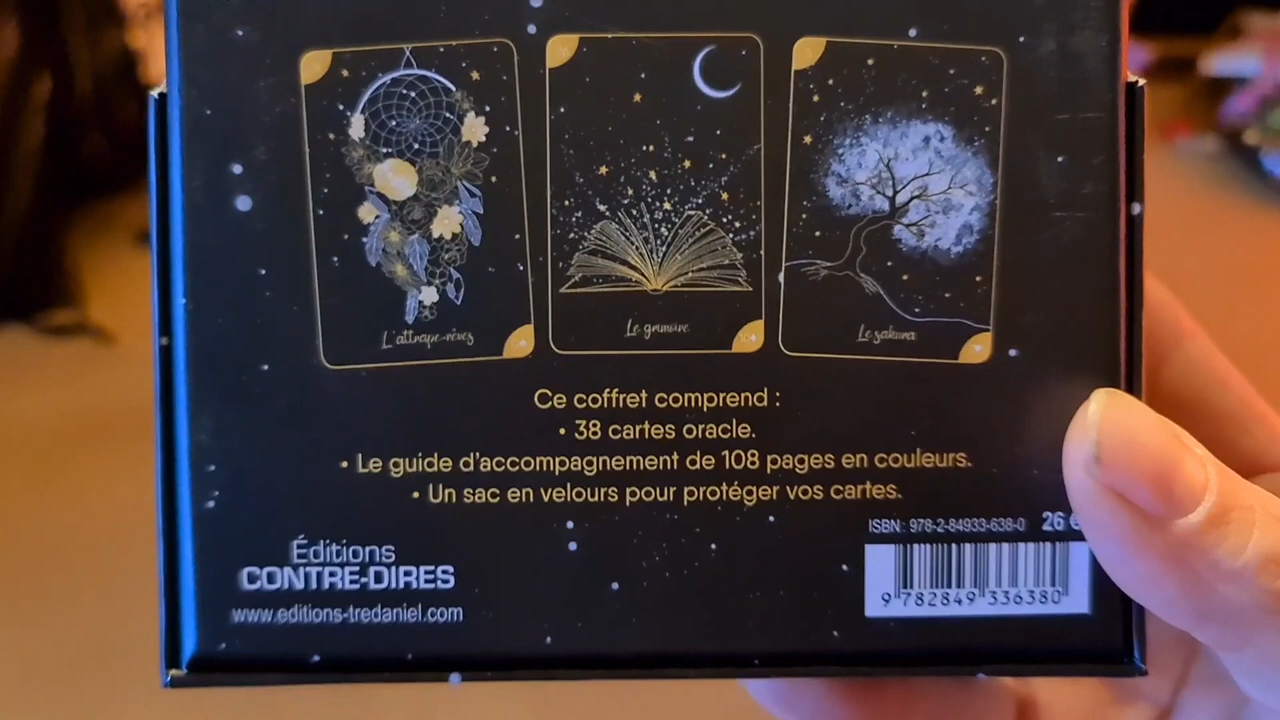 L'attrape-rêves
Le grimoire
Le sakura
Ce coffret comprend :
• 38 cartes oracle.
• Le guide d'accompagnement de 108 pages en couleurs.
• Un sac en velours pour protéger vos cartes.
ISBN : 978-2-84933-638-0 26 €
Éditions
CONTRE-DIRES
www.editions-tredaniel.com
9 782849 336380